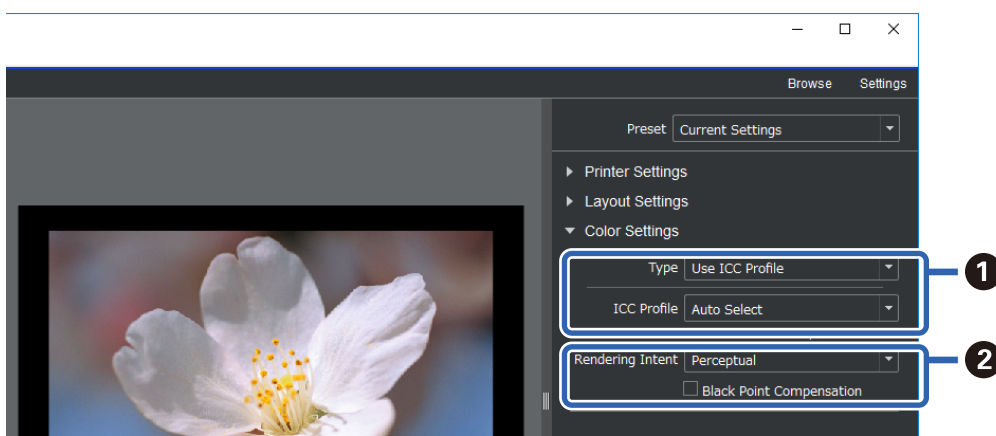 Browse Settings
Preset Current Settings
Printer Settings
Layout Settings
Color Settings
Type Use ICC Profile
1
ICC Profile Auto Select
Rendering Intent Perceptual
2
Black Point Compensation